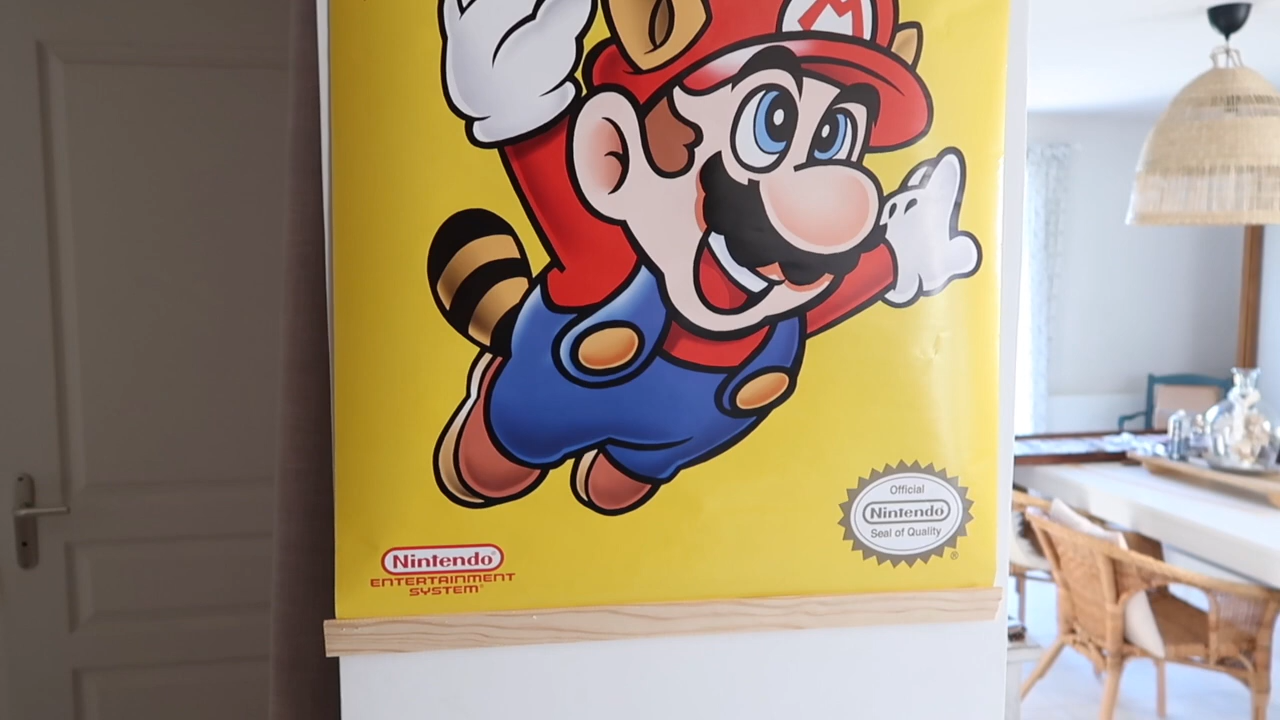 M
Official
Nintendo
Seal of Quality
®
Nintendo®
ENTERTAINMENT
SYSTEM®